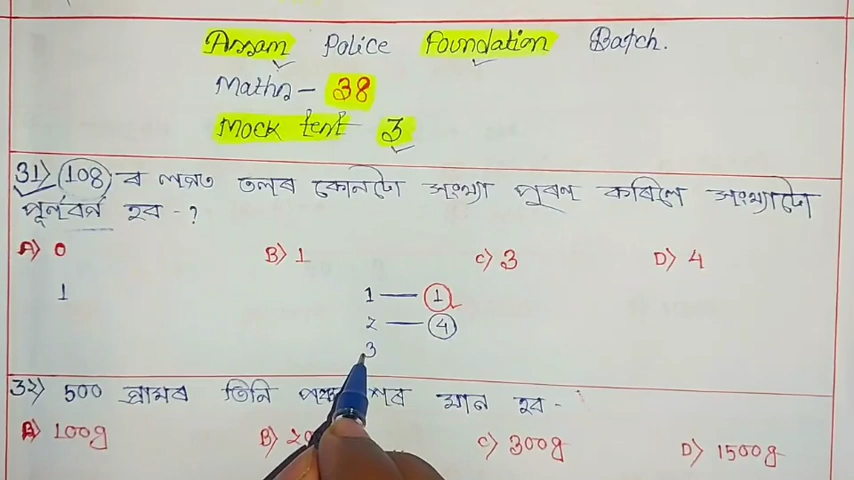 Assam Police Foundation Batch.
Maths - 38
Mock test 3
31) 108 ৰ লগত তলৰ কোনটো সংখ্যা পূৰণ কৰিলে সংখ্যাটো
পূৰ্ণবৰ্গ হব - ?
A) 0 B) 1 C) 3 D) 4
1
1 — 1
2 — 4
3
32) 500 গ্ৰামৰ তিনি মান হব -
A) 100g B) C) 300g D) 1500g